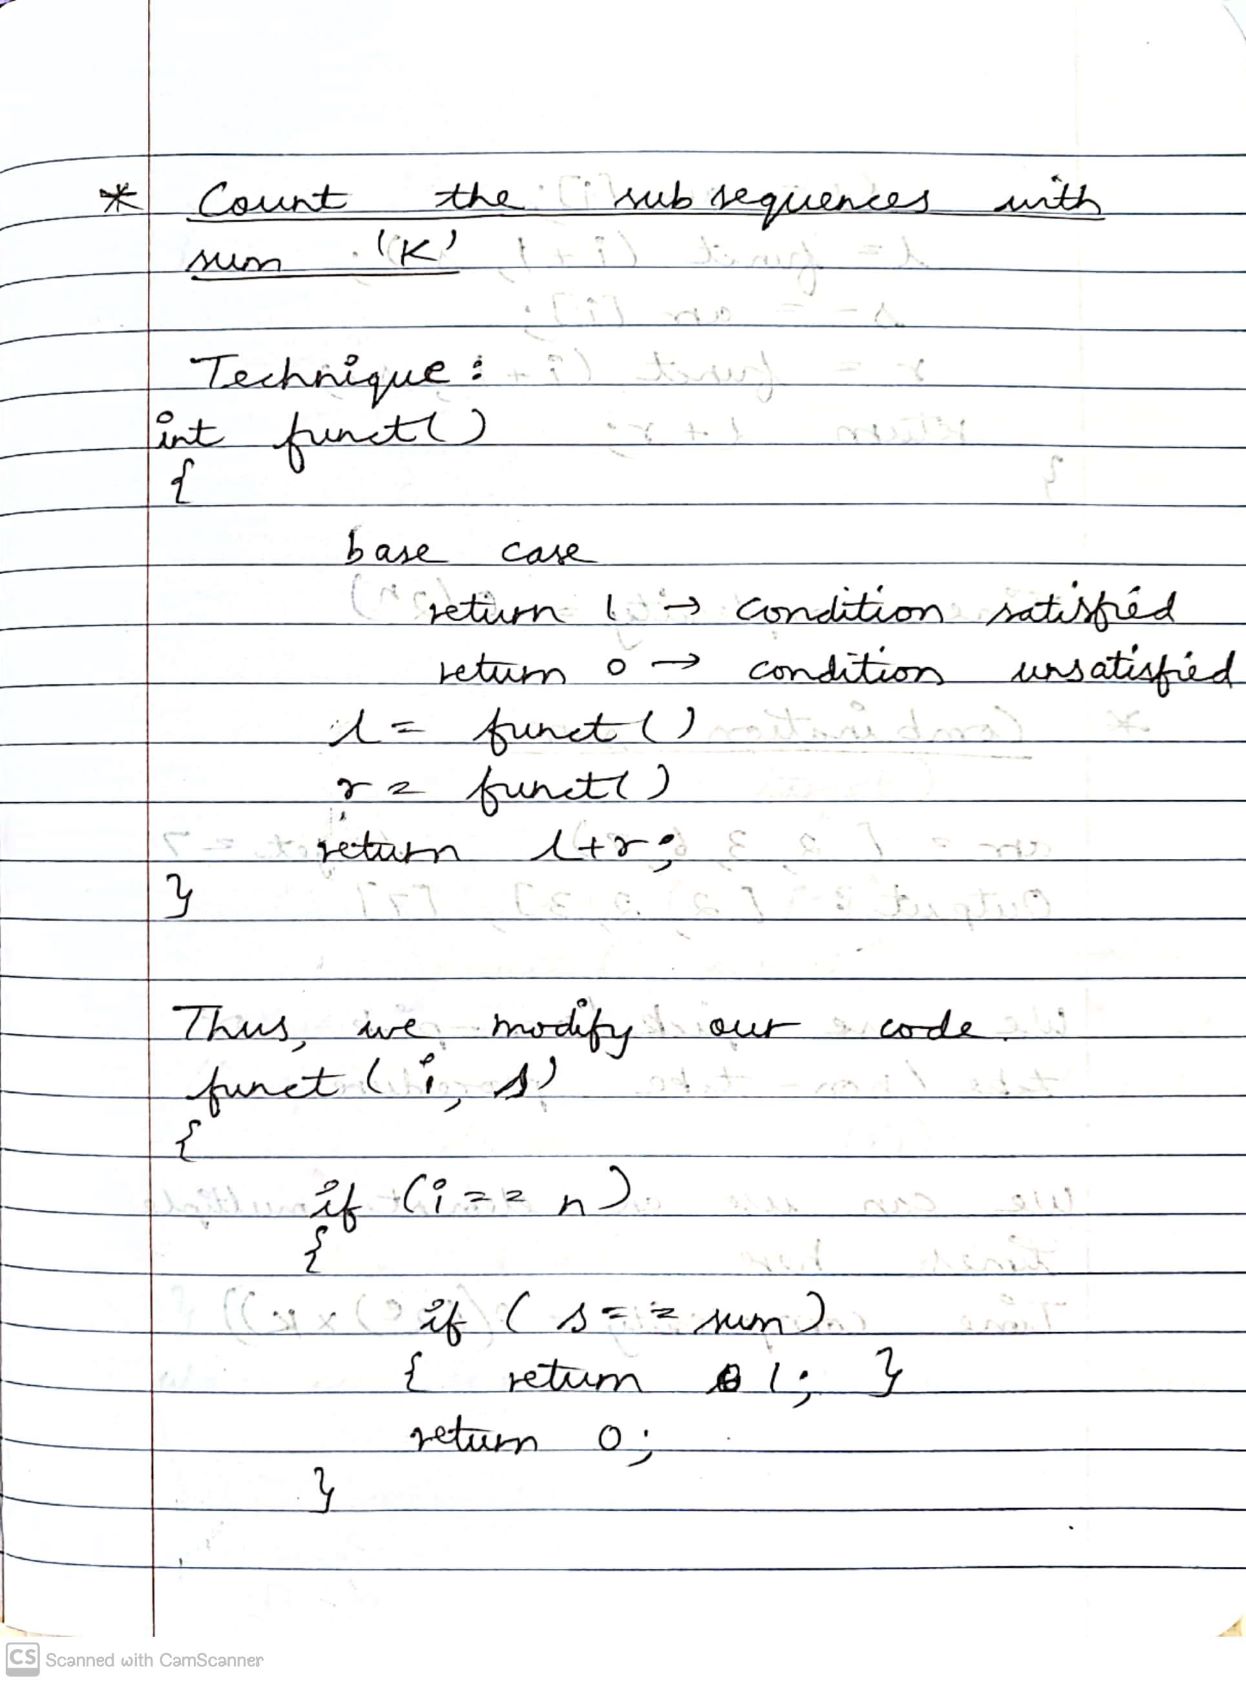 * Count the subsequences with
sum 'K'
Technique:
int funct()
{
base case
return 1 → condition satisfied
return 0 → condition unsatisfied
l = funct()
r = funct()
return l+r;
}
Thus, we modify our code.
funct (i, s)
{
if (i == n)
{
if (s == sum)
{ return 1; }
return 0;
}
CS Scanned with CamScanner